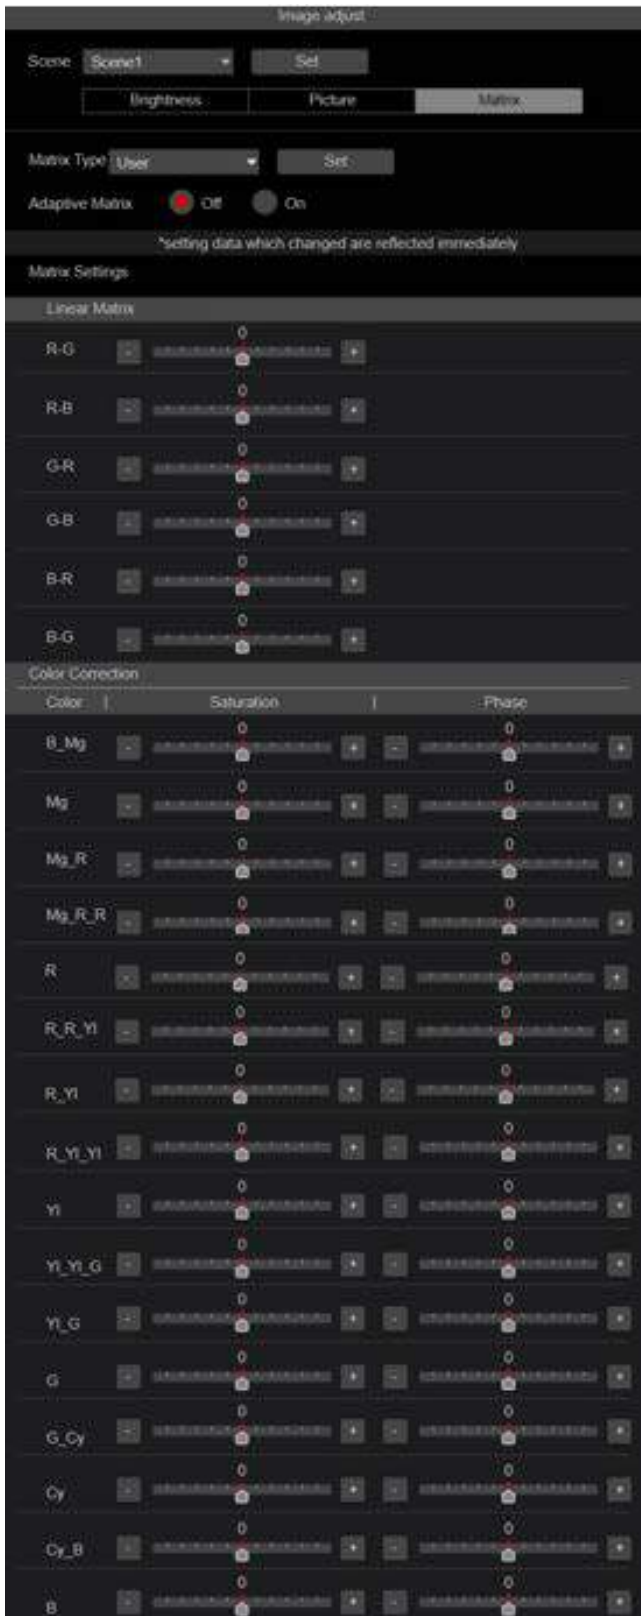 Image adjust
Scene Scene1 Set
Brightness Picture Matrix
Matrix Type User Set
Adaptive Matrix Off On
*setting data which changed are reflected immediately
Matrix Settings
Linear Matrix
0
R-G - +
0
R-B - +
0
G-R - +
0
G-B - +
0
B-R - +
0
B-G - +
Color Correction
Color | Saturation | Phase
0 0
B_Mg - + - +
0 0
Mg - + - +
0 0
Mg_R - + - +
0 0
Mg_R_R - + - +
0 0
R - + - +
0 0
R_R_Yl - + - +
0 0
R_Yl - + - +
0 0
R_Yl_Yl - + - +
0 0
Yl - + - +
0 0
Yl_Yl_G - + - +
0 0
Yl_G - + - +
0 0
G - + - +
0 0
G_Cy - + - +
0 0
Cy - + - +
0 0
Cy_B - + - +
0 0
B - + - +